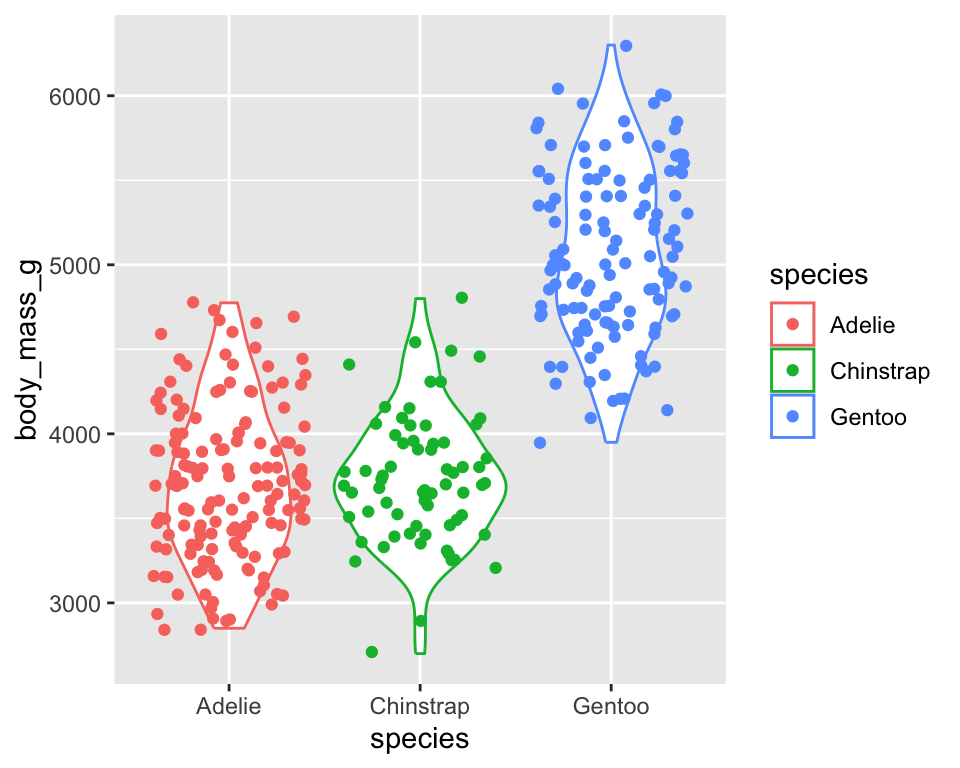 body_mass_g
6000
5000
4000
3000
Adelie
Chinstrap
Gentoo
species
species
Adelie
Chinstrap
Gentoo